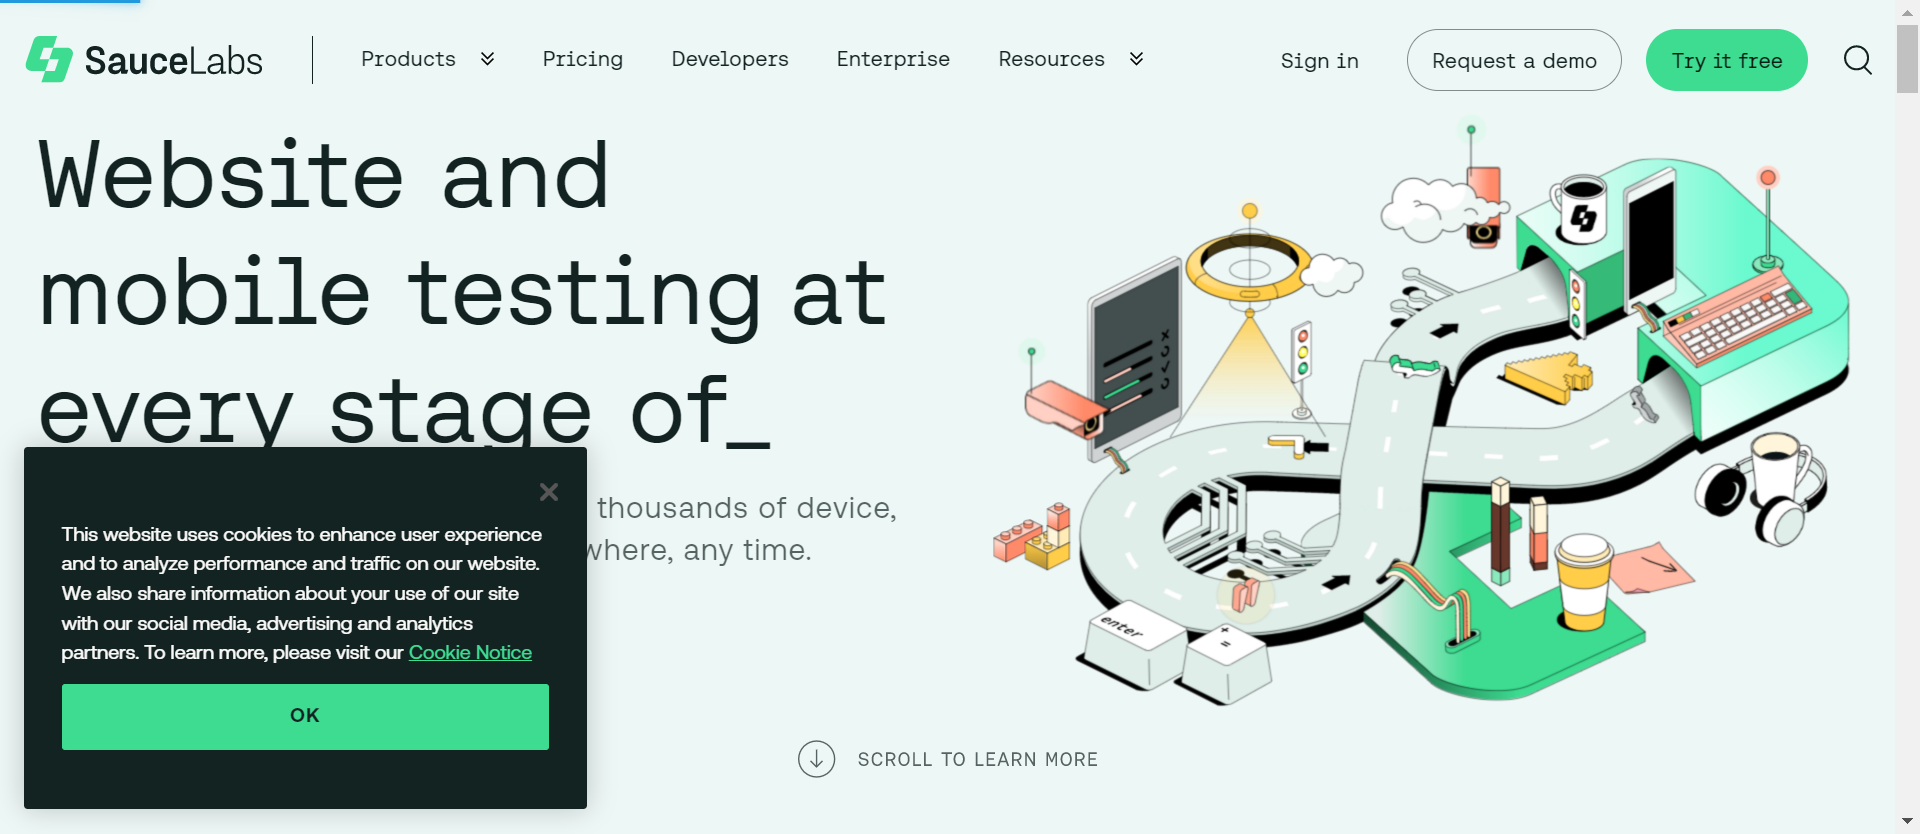 SauceLabs
Products
Pricing
Developers
Enterprise
Resources
Sign in
Request a demo
Try it free
Website and
mobile testing at
every stage of_
thousands of device,
where, any time.
This website uses cookies to enhance user experience
and to analyze performance and traffic on our website.
We also share information about your use of our site
with our social media, advertising and analytics
partners. To learn more, please visit our Cookie Notice
OK
enter
+
=
SCROLL TO LEARN MORE